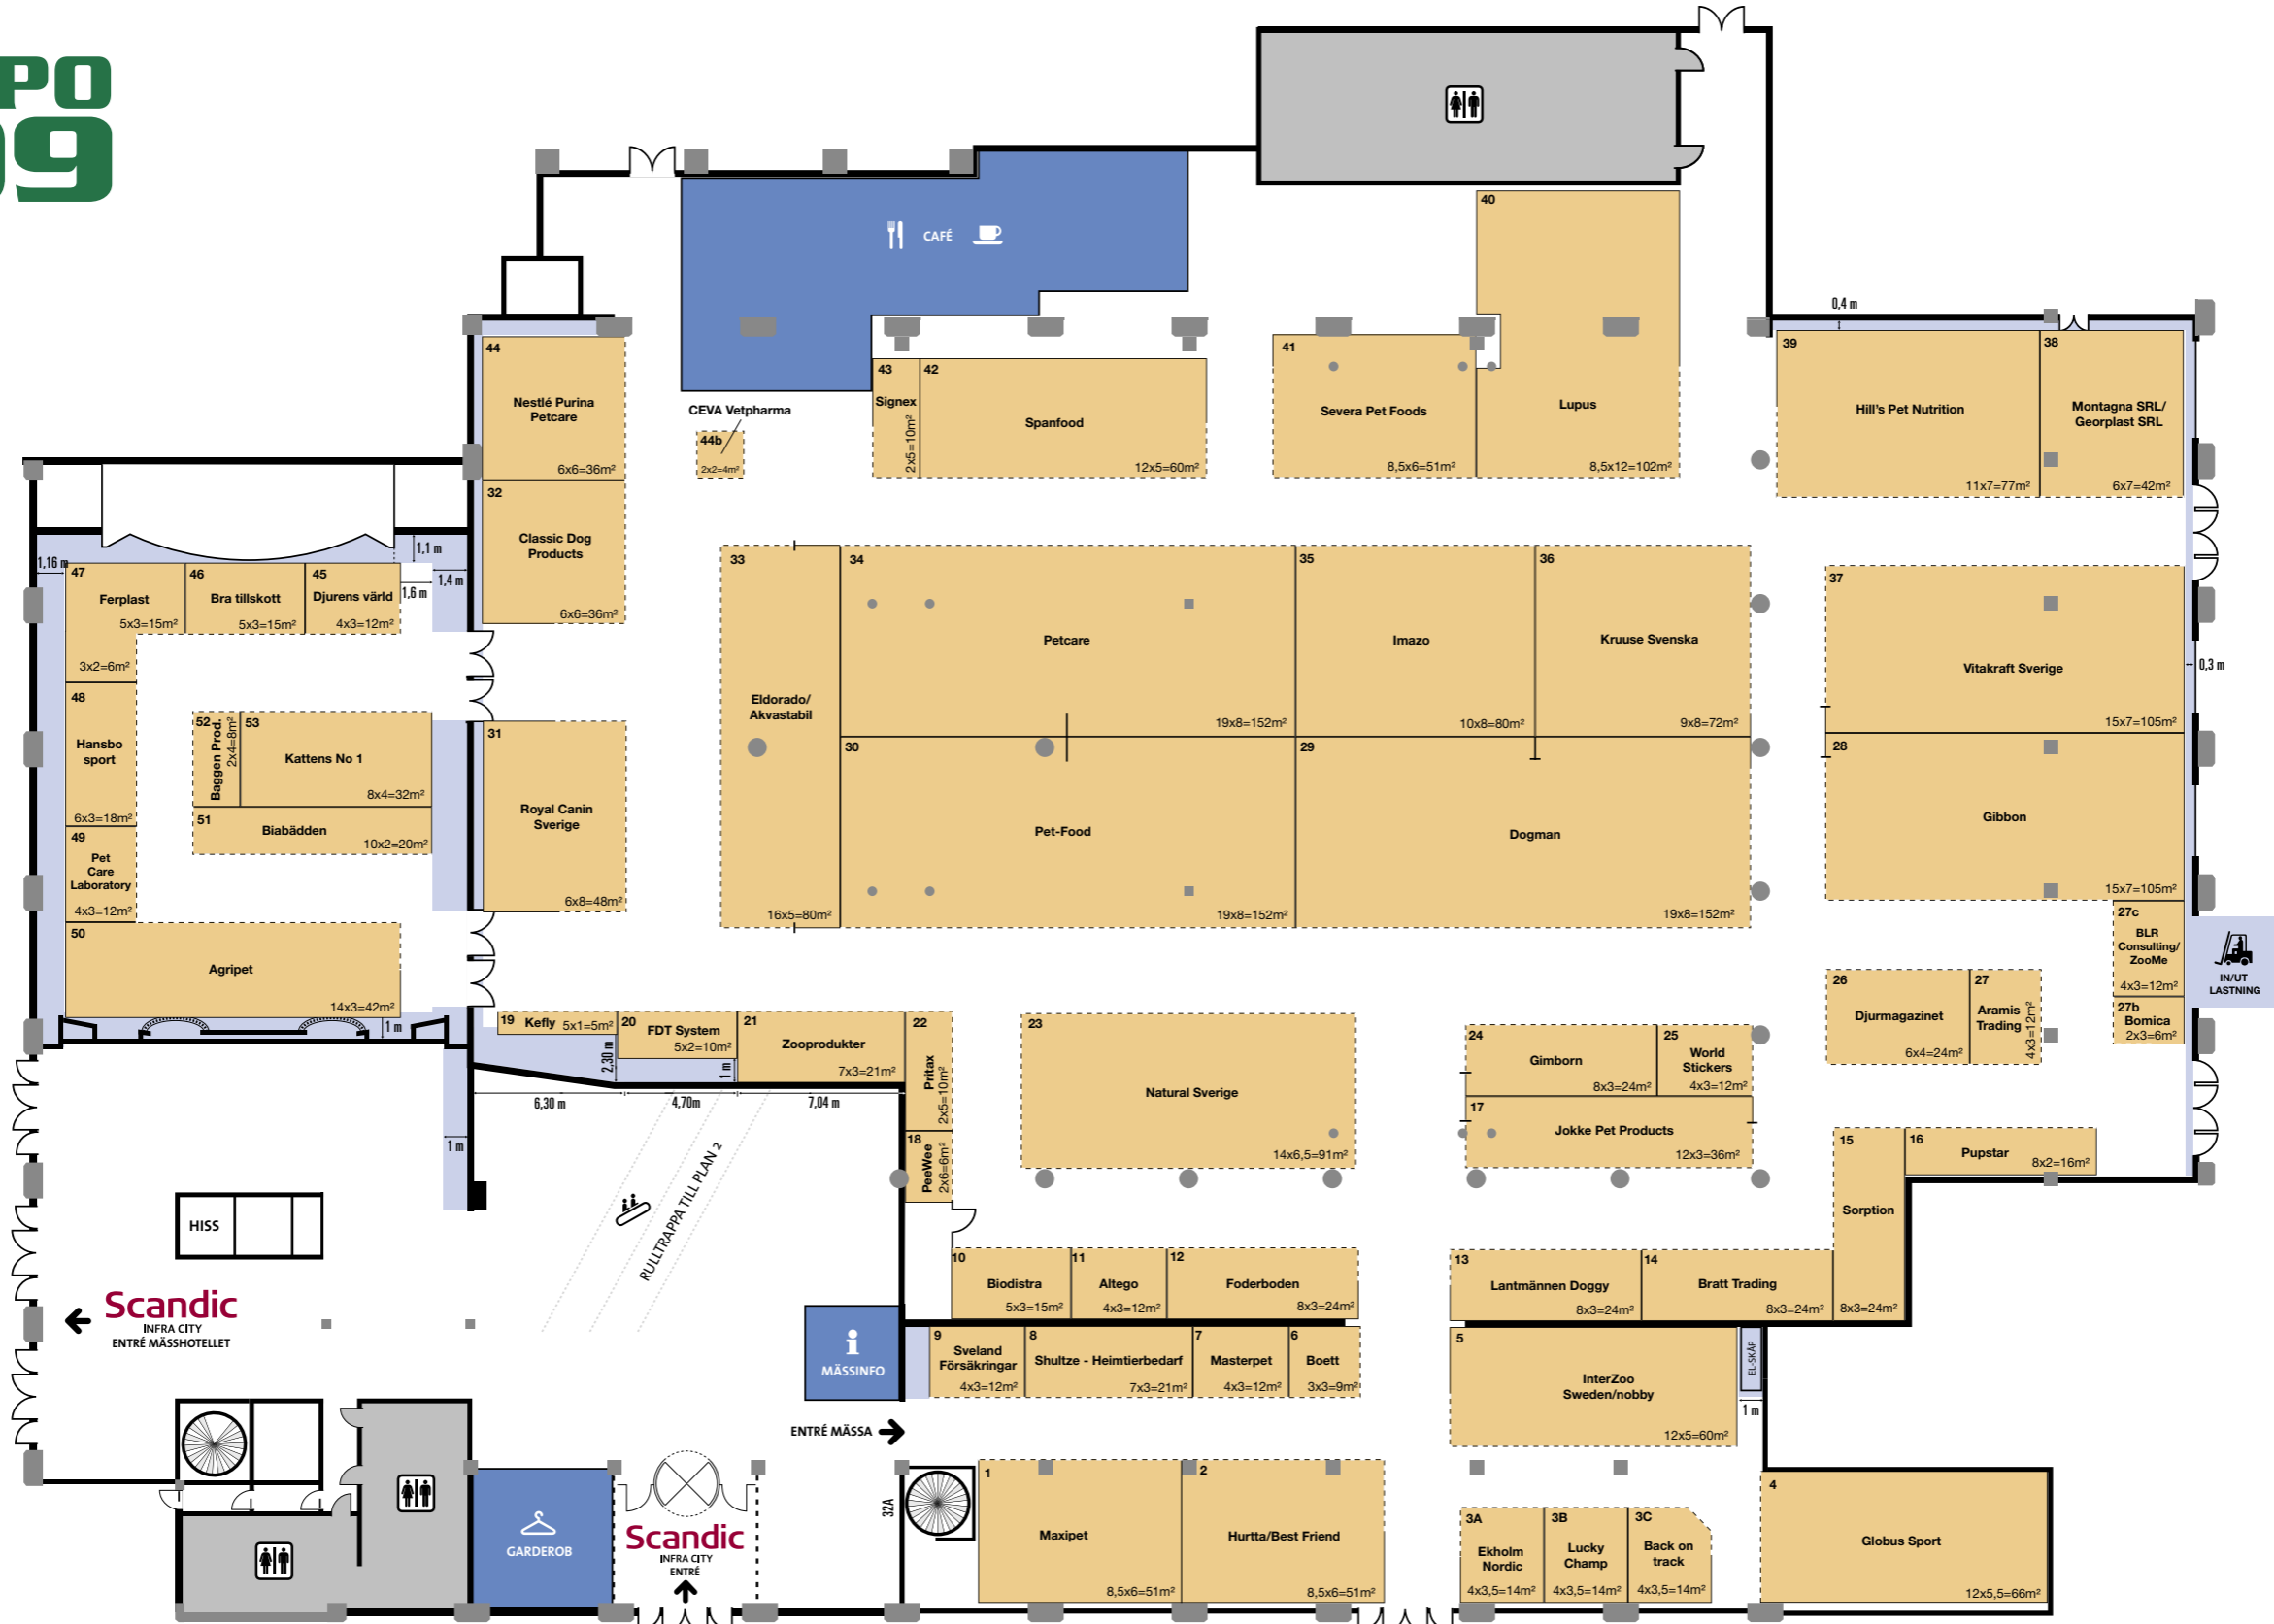 PO
09
CAFÉ
40
Lupus
8,5x12=102m²
41
Severa Pet Foods
8,5x6=51m²
43
Signex
2x5=10m²
42
Spanfood
12x5=60m²
CEVA Vetpharma
44b
2x2=4m²
44
Nestlé Purina
Petcare
6x6=36m²
32
Classic Dog
Products
6x6=36m²
0,4 m
39
Hill's Pet Nutrition
11x7=77m²
38
Montagna SRL/
Georplast SRL
6x7=42m²
1,1 m
1,16 m
1,4 m
1,6 m
47
Ferplast
5x3=15m²
3x2=6m²
46
Bra tillskott
5x3=15m²
45
Djurens värld
4x3=12m²
48
Hansbo
sport
6x3=18m²
49
Pet
Care
Laboratory
4x3=12m²
50
Agripet
14x3=42m²
1 m
52
Baggen Prod.
2x4=8m²
53
Kattens No 1
8x4=32m²
51
Biabädden
10x2=20m²
31
Royal Canin
Sverige
6x8=48m²
33
Eldorado/
Akvastabil
16x5=80m²
34
Petcare
19x8=152m²
35
Imazo
10x8=80m²
36
Kruuse Svenska
9x8=72m²
30
Pet-Food
19x8=152m²
29
Dogman
19x8=152m²
37
Vitakraft Sverige
15x7=105m²
0,3 m
28
Gibbon
15x7=105m²
27c
BLR
Consulting/
ZooMe
4x3=12m²
27b
Bomica
2x3=6m²
IN/UT
LASTNING
26
Djurmagazinet
6x4=24m²
27
Aramis
Trading
4x3=12m²
19
Kefly
5x1=5m²
20
FDT System
5x2=10m²
21
Zooprodukter
7x3=21m²
22
Pritax
2x5=10m²
18
PeeWee
2x6=6m²
2,30 m
1 m
6,30 m
4,70m
7,04 m
1 m
23
Natural Sverige
14x6,5=91m²
24
Gimborn
8x3=24m²
25
World
Stickers
4x3=12m²
17
Jokke Pet Products
12x3=36m²
15
Sorption
8x3=24m²
16
Pupstar
8x2=16m²
RULTRAPPA TILL PLAN 2
HISS
Scandic
INFRA CITY
ENTRÉ MÄSSHOTELLET
10
Biodistra
5x3=15m²
11
Altego
4x3=12m²
12
Foderboden
8x3=24m²
13
Lantmännen Doggy
8x3=24m²
14
Bratt Trading
8x3=24m²
MÄSSINFO
9
Sveland
Försäkringar
4x3=12m²
8
Shultze - Heimtierbedarf
7x3=21m²
7
Masterpet
4x3=12m²
6
Boett
3x3=9m²
5
InterZoo
Sweden/nobby
12x5=60m²
EL-SKÅP
1 m
ENTRÉ MÄSSA
32A
1
Maxipet
8,5x6=51m²
2
Hurtta/Best Friend
8,5x6=51m²
3A
Ekholm
Nordic
4x3,5=14m²
3B
Lucky
Champ
4x3,5=14m²
3C
Back on
track
4x3,5=14m²
4
Globus Sport
12x5,5=66m²
GARDEROB
Scandic
INFRA CITY
ENTRÉ